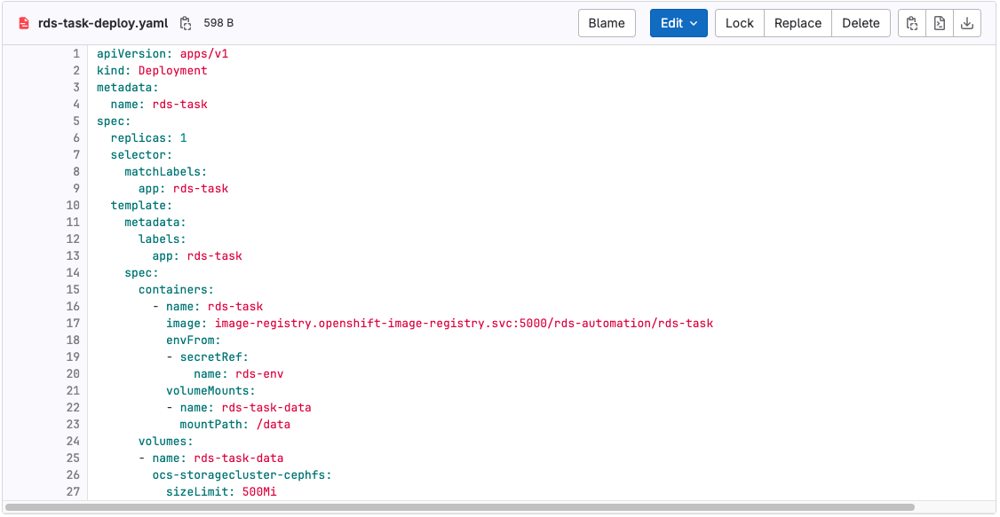 rds-task-deploy.yaml 598 B Blame Edit Lock Replace Delete
1 apiVersion: apps/v1
2 kind: Deployment
3 metadata:
4   name: rds-task
5 spec:
6   replicas: 1
7   selector:
8     matchLabels:
9       app: rds-task
10   template:
11     metadata:
12       labels:
13         app: rds-task
14     spec:
15       containers:
16         - name: rds-task
17           image: image-registry.openshift-image-registry.svc:5000/rds-automation/rds-task
18           envFrom:
19           - secretRef:
20               name: rds-env
21           volumeMounts:
22           - name: rds-task-data
23             mountPath: /data
24       volumes:
25       - name: rds-task-data
26         ocs-storagecluster-cephfs:
27           sizeLimit: 500Mi